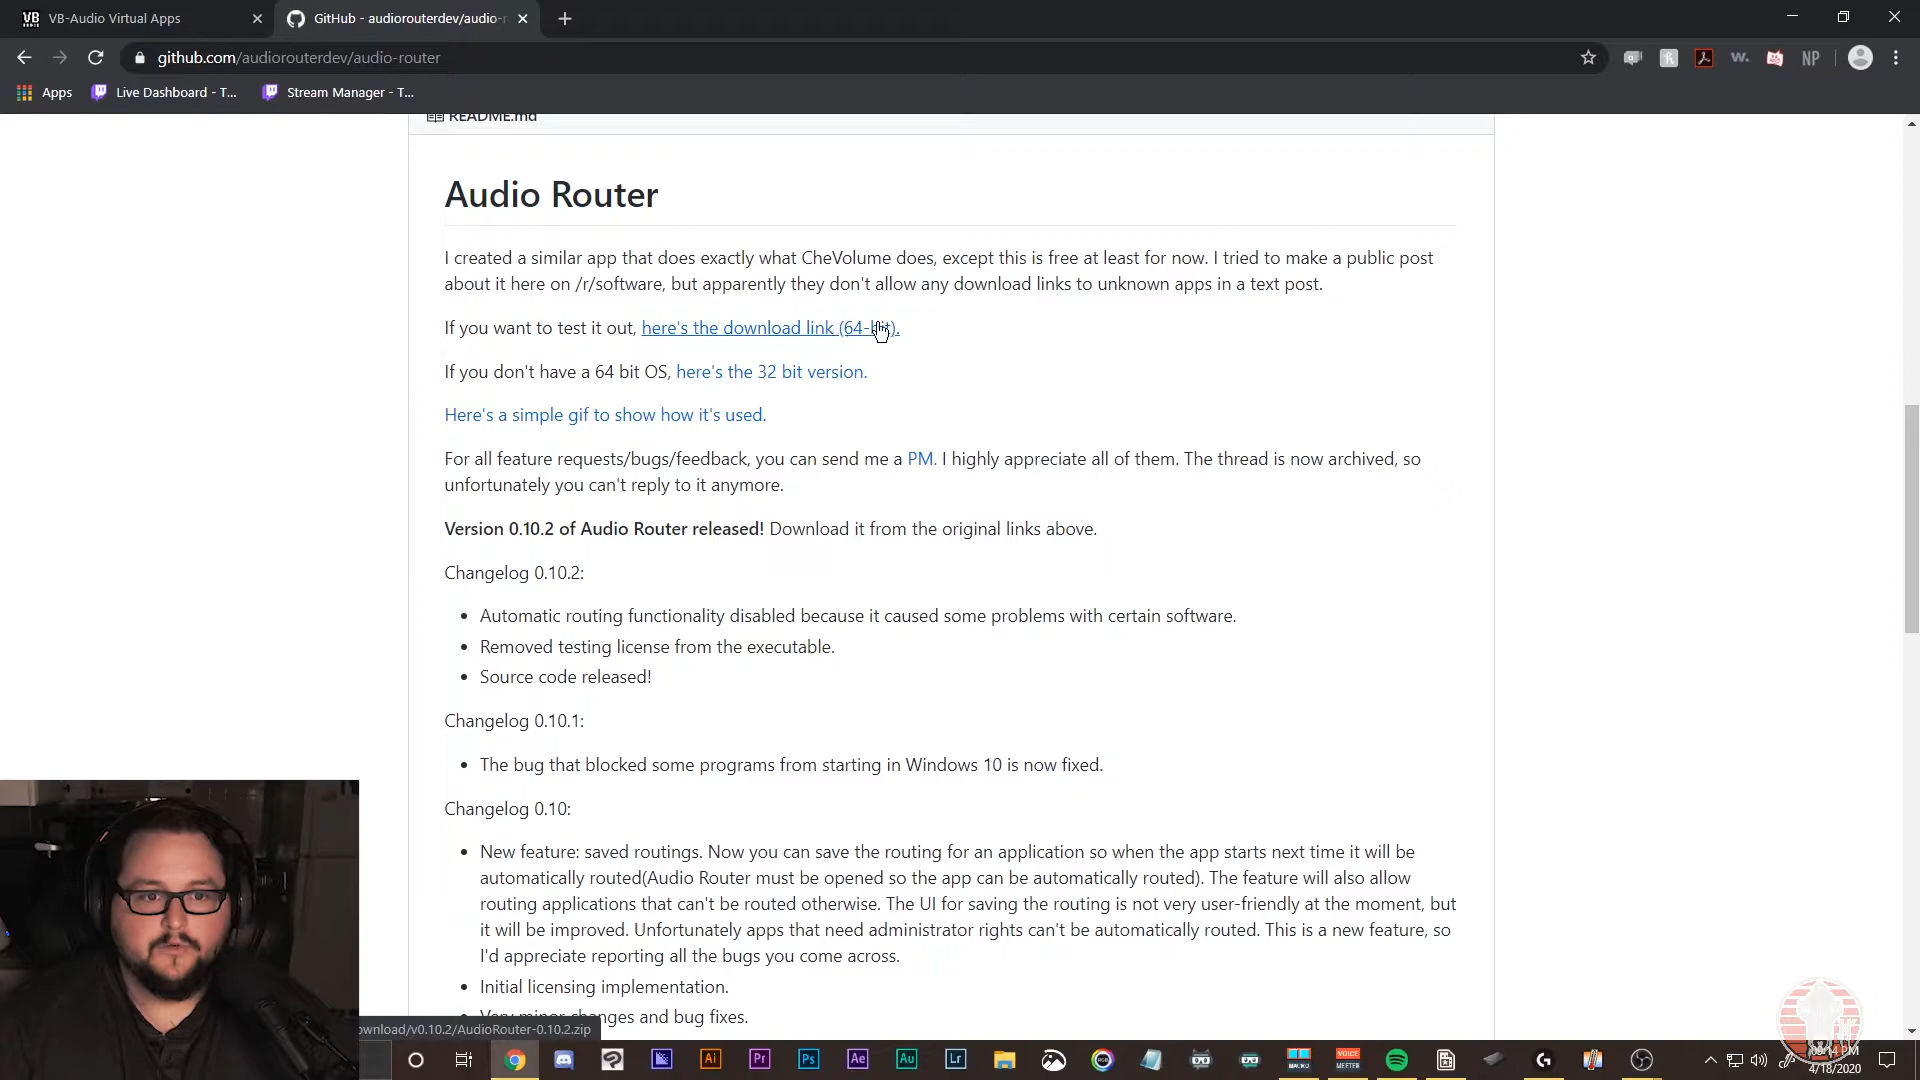 VB-Audio Virtual Apps
GitHub - audiorouterdev/audio-r
github.com/audiorouterdev/audio-router
NP
Apps
Live Dashboard - T...
Stream Manager - T...
README.md
Audio Router
I created a similar app that does exactly what CheVolume does, except this is free at least for now. I tried to make a public post
about it here on /r/software, but apparently they don't allow any download links to unknown apps in a text post.
If you want to test it out, here's the download link (64-bit).
If you don't have a 64 bit OS, here's the 32 bit version.
Here's a simple gif to show how it's used.
For all feature requests/bugs/feedback, you can send me a PM. I highly appreciate all of them. The thread is now archived, so
unfortunately you can't reply to it anymore.
Version 0.10.2 of Audio Router released! Download it from the original links above.
Changelog 0.10.2:
• Automatic routing functionality disabled because it caused some problems with certain software.
• Removed testing license from the executable.
• Source code released!
Changelog 0.10.1:
• The bug that blocked some programs from starting in Windows 10 is now fixed.
Changelog 0.10:
• New feature: saved routings. Now you can save the routing for an application so when the app starts next time it will be
automatically routed(Audio Router must be opened so the app can be automatically routed). The feature will also allow
routing applications that can't be routed otherwise. The UI for saving the routing is not very user-friendly at the moment, but
it will be improved. Unfortunately apps that need administrator rights can't be automatically routed. This is a new feature, so
I'd appreciate reporting all the bugs you come across.
• Initial licensing implementation.
• Very minor changes and bug fixes.
ownload/v0.10.2/AudioRouter-0.10.2.zip
Ai Pr Ps Ae Au Lr
4/18/2020